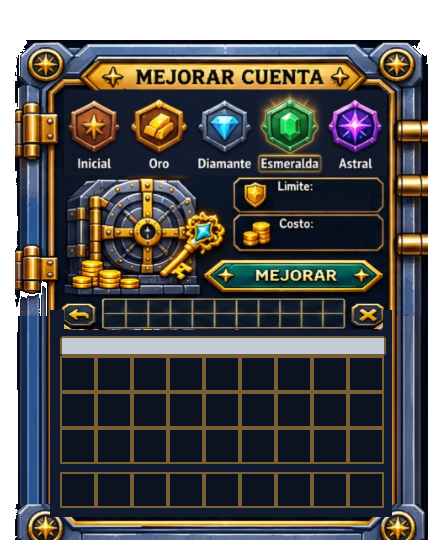 MEJORAR CUENTA
Inicial Oro Diamante Esmeralda Astral
Limite:
Costo:
MEJORAR